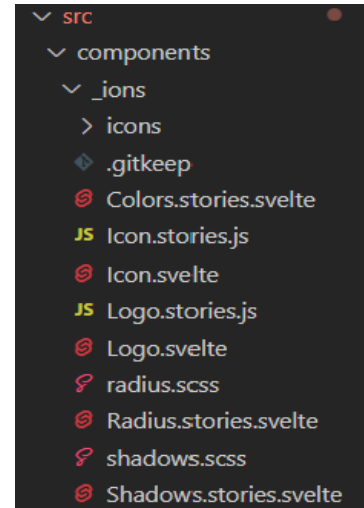 src
components
_ions
icons
.gitkeep
Colors.stories.svelte
JS Icon.stories.js
Icon.svelte
JS Logo.stories.js
Logo.svelte
radius.scss
Radius.stories.svelte
shadows.scss
Shadows.stories.svelte